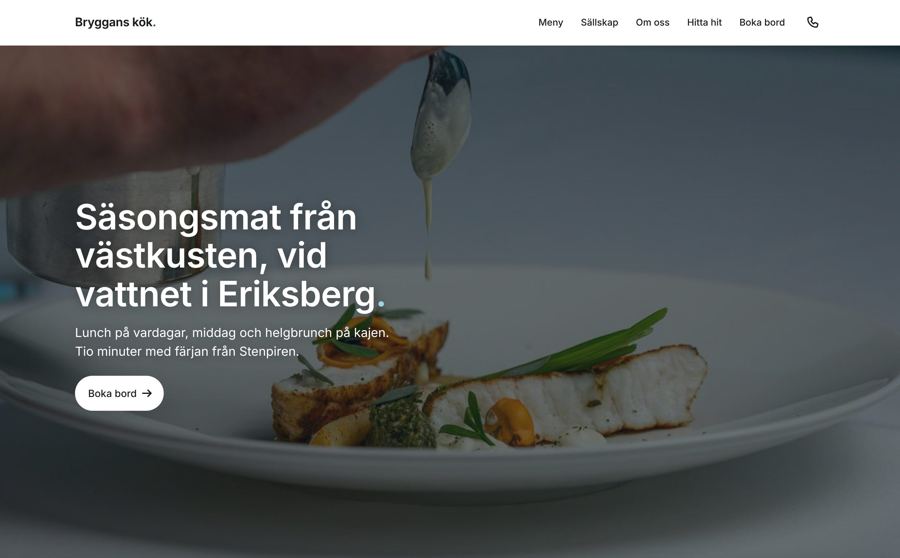 Bryggans kök.
Meny Sällskap Om oss Hitta hit Boka bord
Säsongsmat från
västkusten, vid
vattnet i Eriksberg.
Lunch på vardagar, middag och helgbrunch på kajen.
Tio minuter med färjan från Stenpiren.
Boka bord